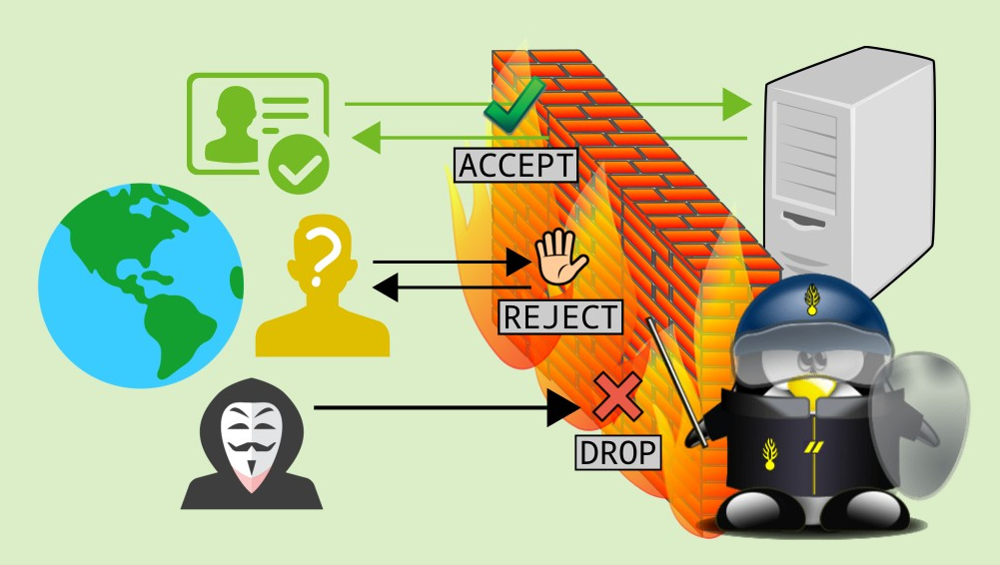 ACCEPT
?
REJECT
DROP